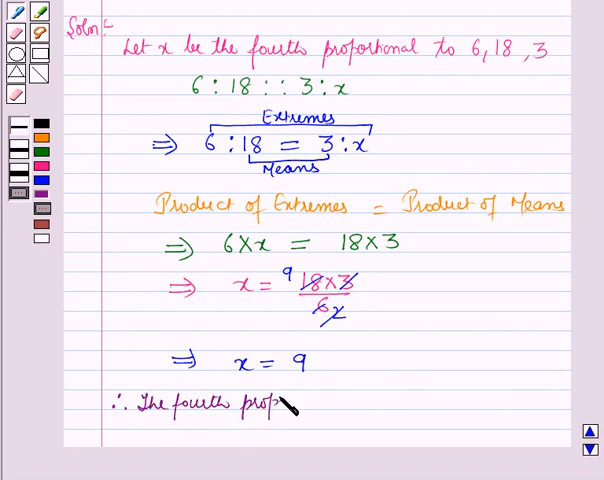 Soln:-
Let x be the fourth proportional to 6, 18, 3
6 : 18 : : 3 : x
Extremes
⇒ 6 : 18 = 3 : x
Means
Product of Extremes = Product of Means
⇒ 6 × x = 18 × 3
⇒ x = 9 18 × 3
6 2
⇒ x = 9
∴ The fourth prop